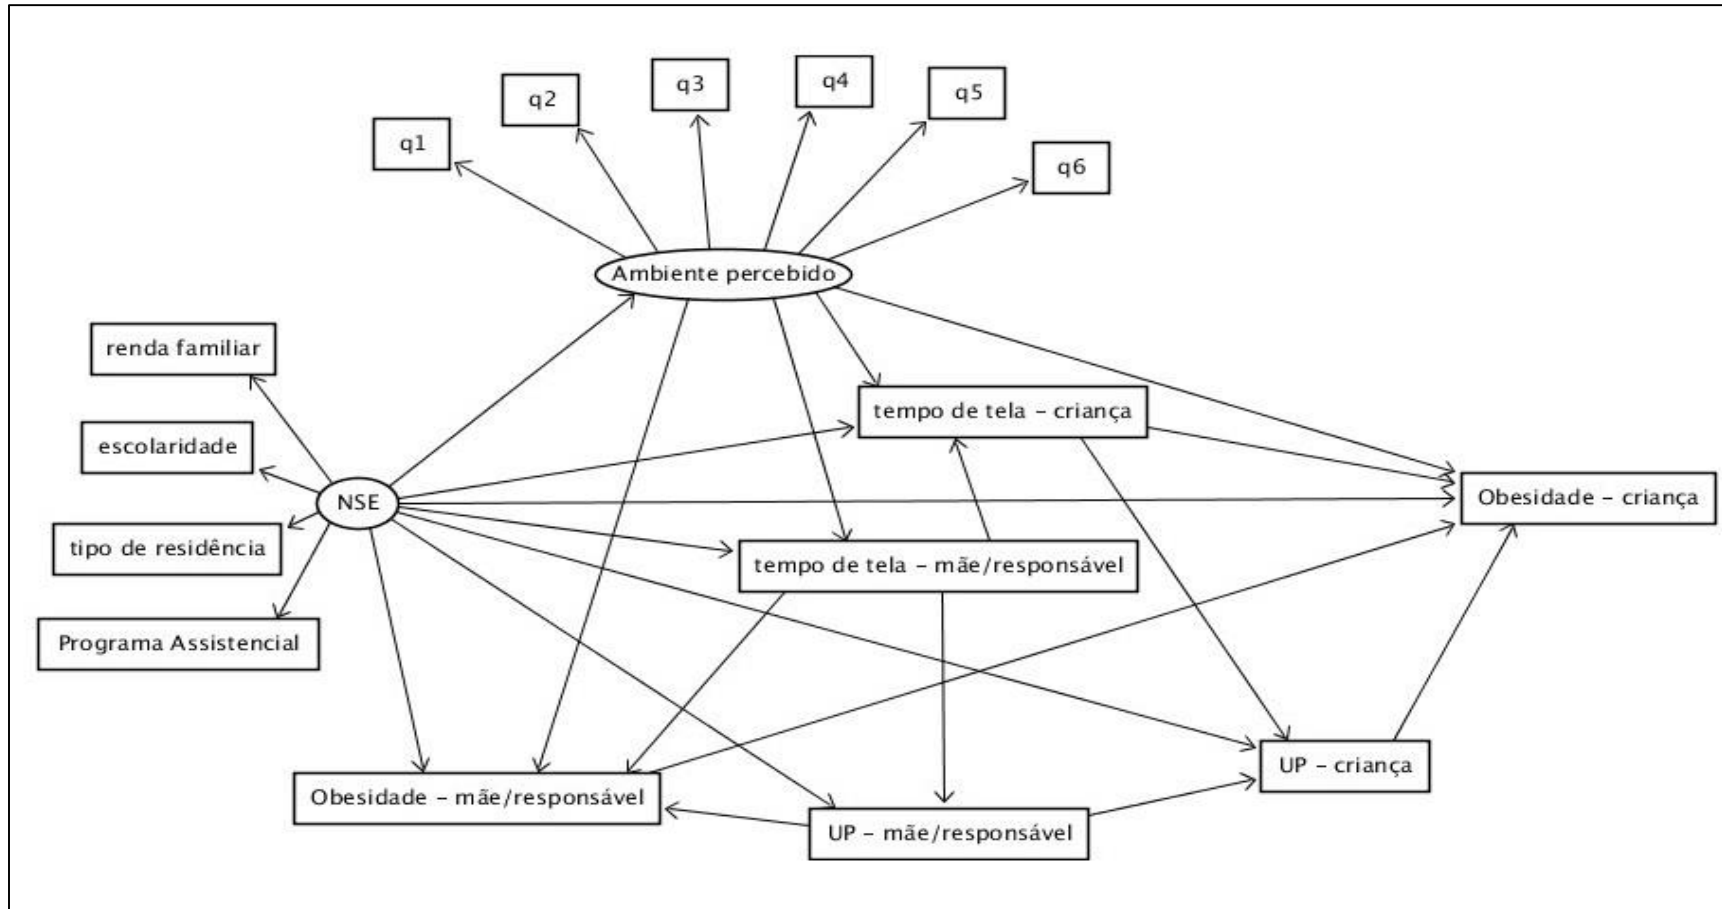 q1
q2
q3
q4
q5
q6
Ambiente percebido
renda familiar
tempo de tela – criança
escolaridade
NSE
Obesidade – criança
tipo de residência
tempo de tela – mãe/responsável
Programa Assistencial
UP – criança
Obesidade – mãe/responsável
UP – mãe/responsável